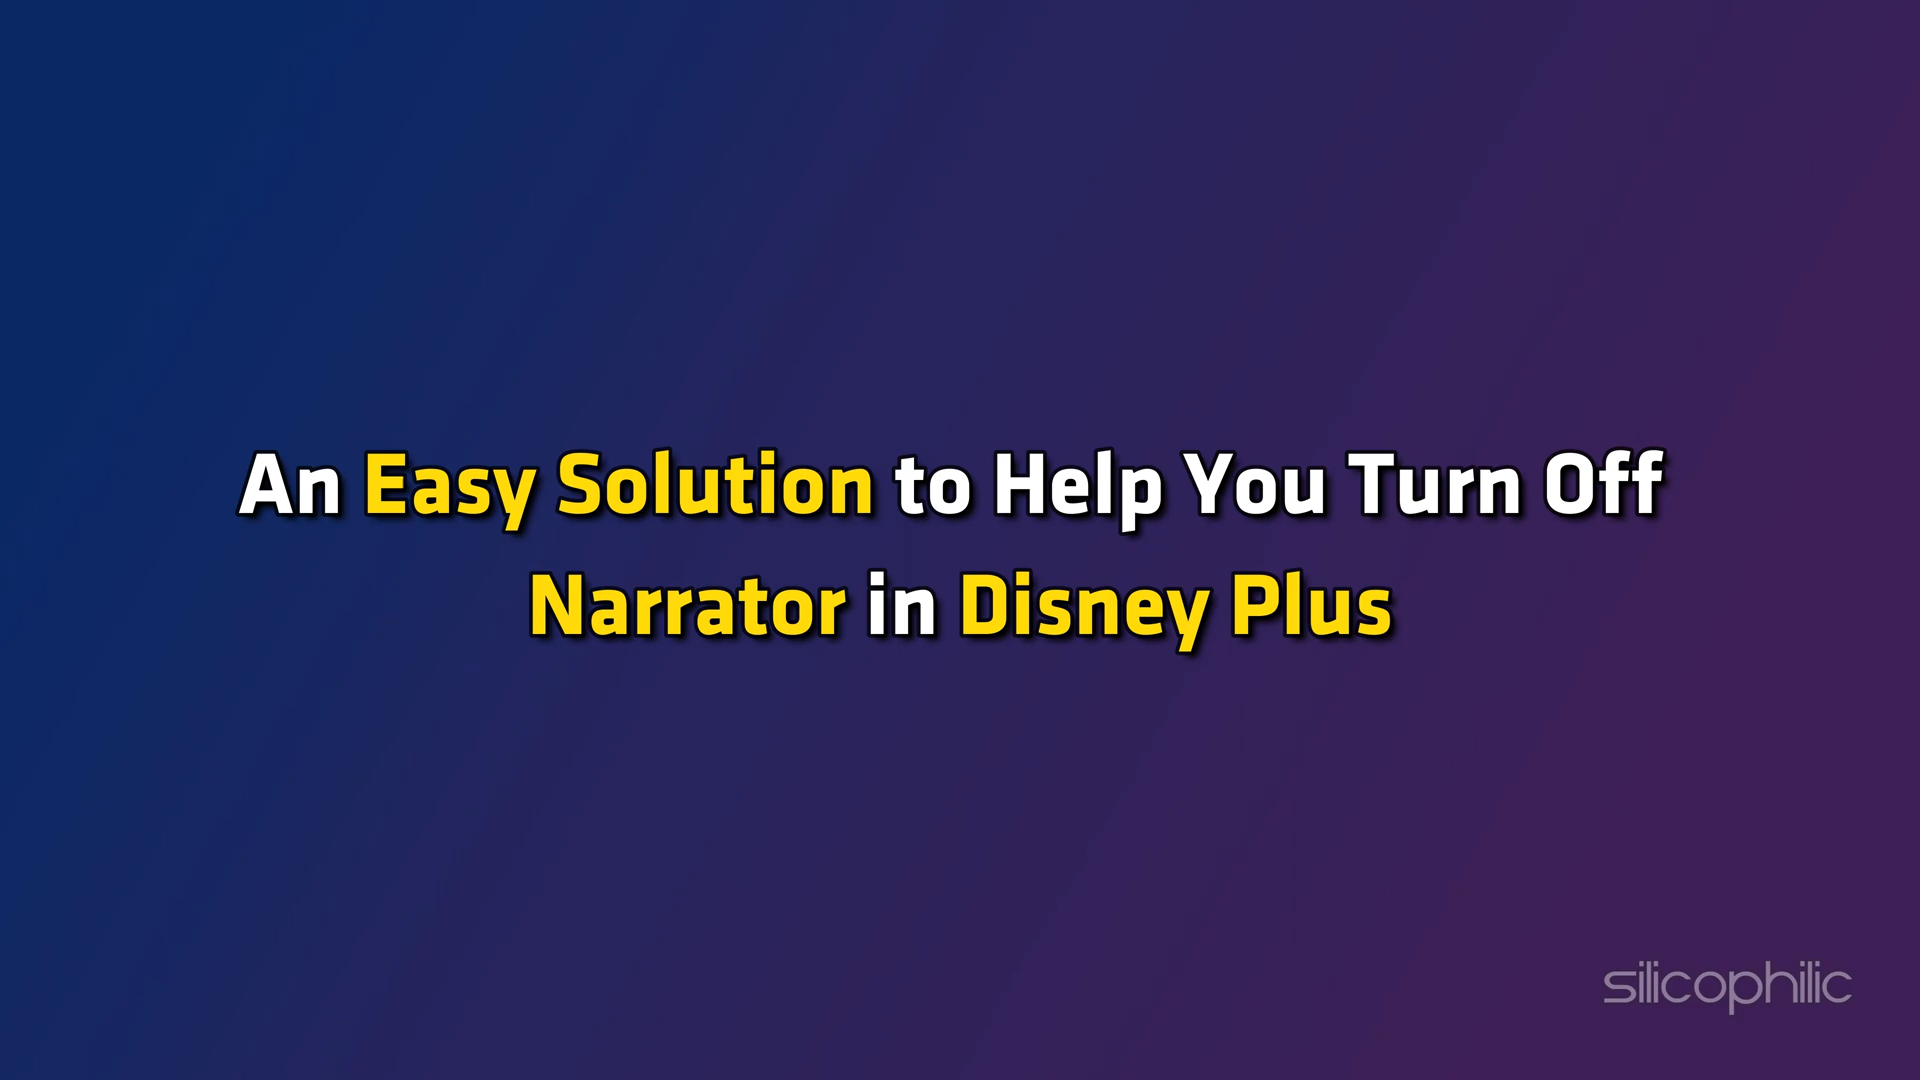 An Easy Solution to Help You Turn Off
Narrator in Disney Plus
silicophilic